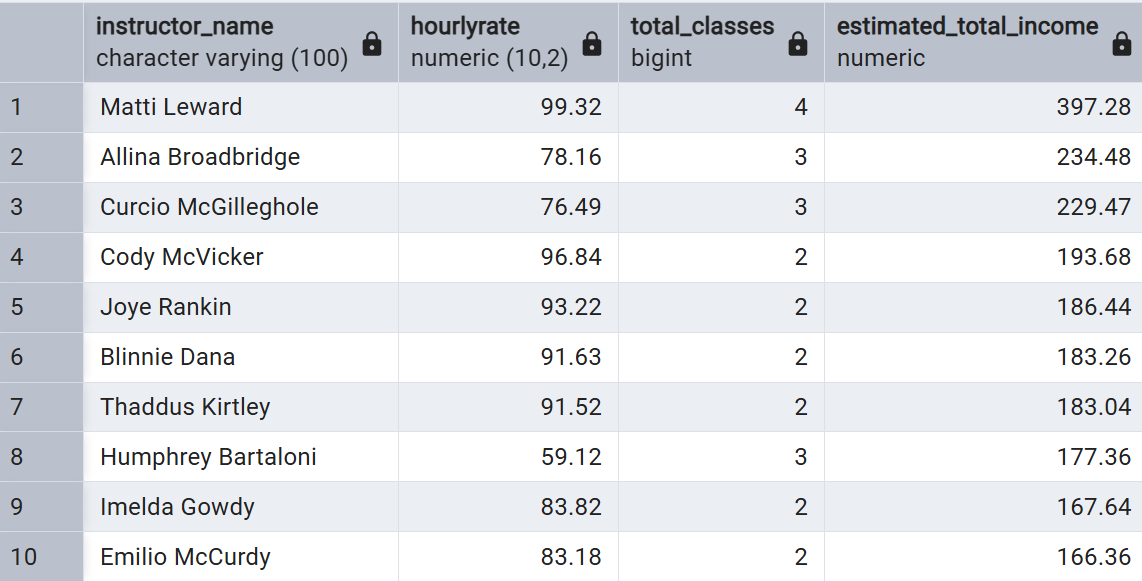 instructor_name hourlyrate total_classes estimated_total_income
character varying (100) numeric (10,2) bigint numeric
1 Matti Leward 99.32 4 397.28
2 Allina Broadbridge 78.16 3 234.48
3 Curcio McGilleghole 76.49 3 229.47
4 Cody McVicker 96.84 2 193.68
5 Joye Rankin 93.22 2 186.44
6 Blinnie Dana 91.63 2 183.26
7 Thaddus Kirtley 91.52 2 183.04
8 Humphrey Bartaloni 59.12 3 177.36
9 Imelda Gowdy 83.82 2 167.64
10 Emilio McCurdy 83.18 2 166.36